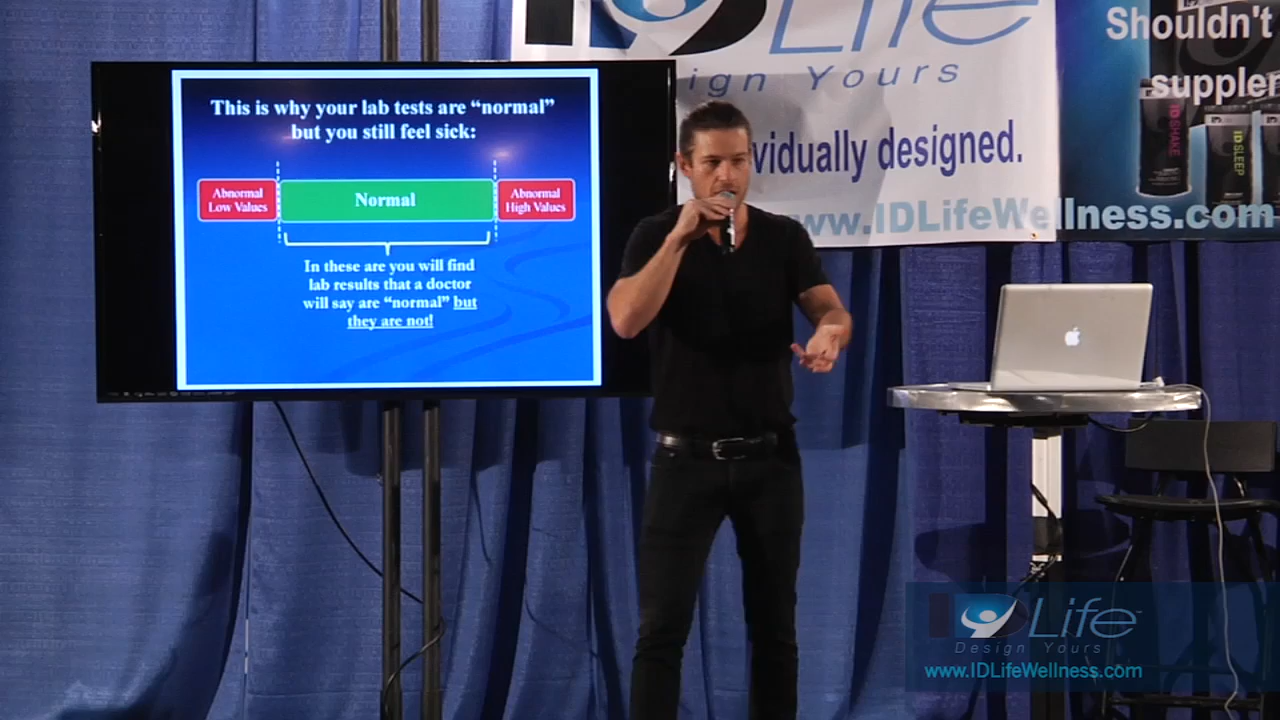 This is why your lab tests are “normal”
but you still feel sick:
Abnormal
Low Values
Normal
Abnormal
High Values
In these are you will find
lab results that a doctor
will say are “normal” but
they are not!
IDLife
ign Yours
vidually designed.
www.IDLifeWellness.com
Shouldn't
suppler
ID SHAKE
ID SLEEP
IDLife
Design Yours
www.IDLifeWellness.com